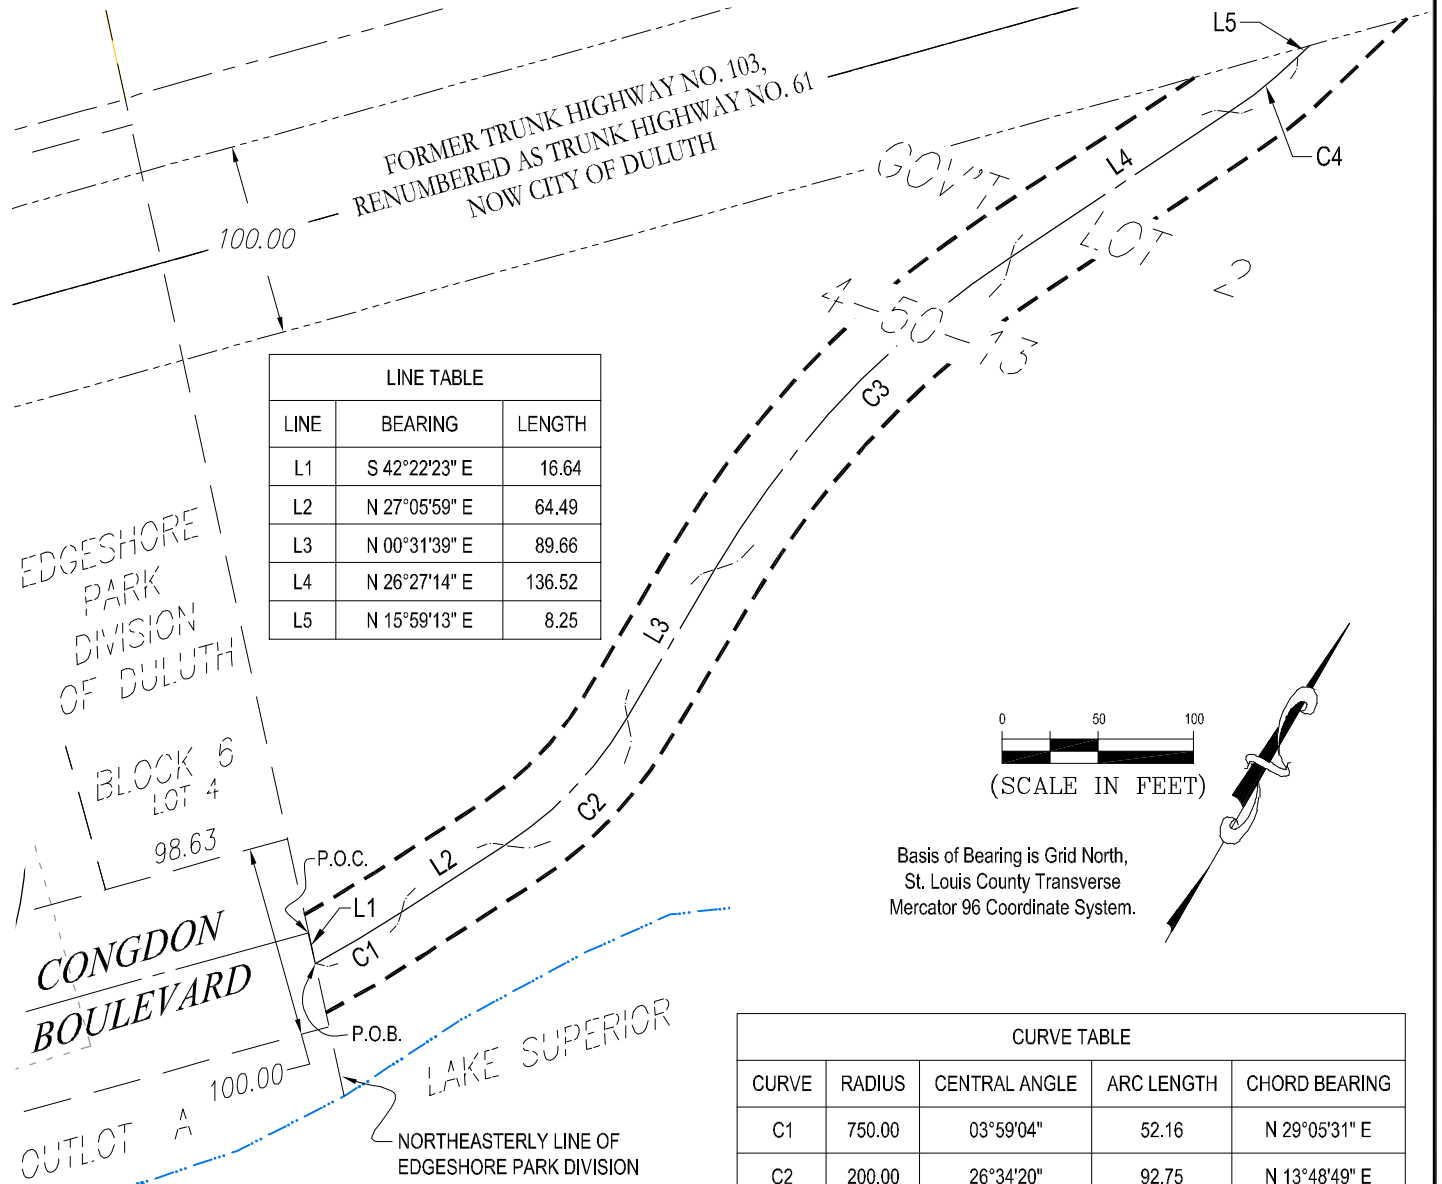 L5
FORMER TRUNK HIGHWAY NO. 103,
RENUMBERED AS TRUNK HIGHWAY NO. 61
NOW CITY OF DULUTH
GOV'T
LOT 2
4-50-13
L4
C4
100.00
LINE TABLE
LINE BEARING LENGTH
L1 S 42°22'23" E 16.64
L2 N 27°05'59" E 64.49
L3 N 00°31'39" E 89.66
L4 N 26°27'14" E 136.52
L5 N 15°59'13" E 8.25
C3
EDGESHORE
PARK
DIVISION
OF DULUTH
L3
BLOCK 6
LOT 4
98.63
0 50 100
(SCALE IN FEET)
C2
L2
P.O.C.
L1
C1
Basis of Bearing is Grid North,
St. Louis County Transverse
Mercator 96 Coordinate System.
CONGDON
BOULEVARD
P.O.B.
100.00
LAKE SUPERIOR
OUTLOT A
NORTHEASTERLY LINE OF
EDGESHORE PARK DIVISION
CURVE TABLE
CURVE RADIUS CENTRAL ANGLE ARC LENGTH CHORD BEARING
C1 750.00 03°59'04" 52.16 N 29°05'31" E
C2 200.00 26°34'20" 92.75 N 13°48'49" E